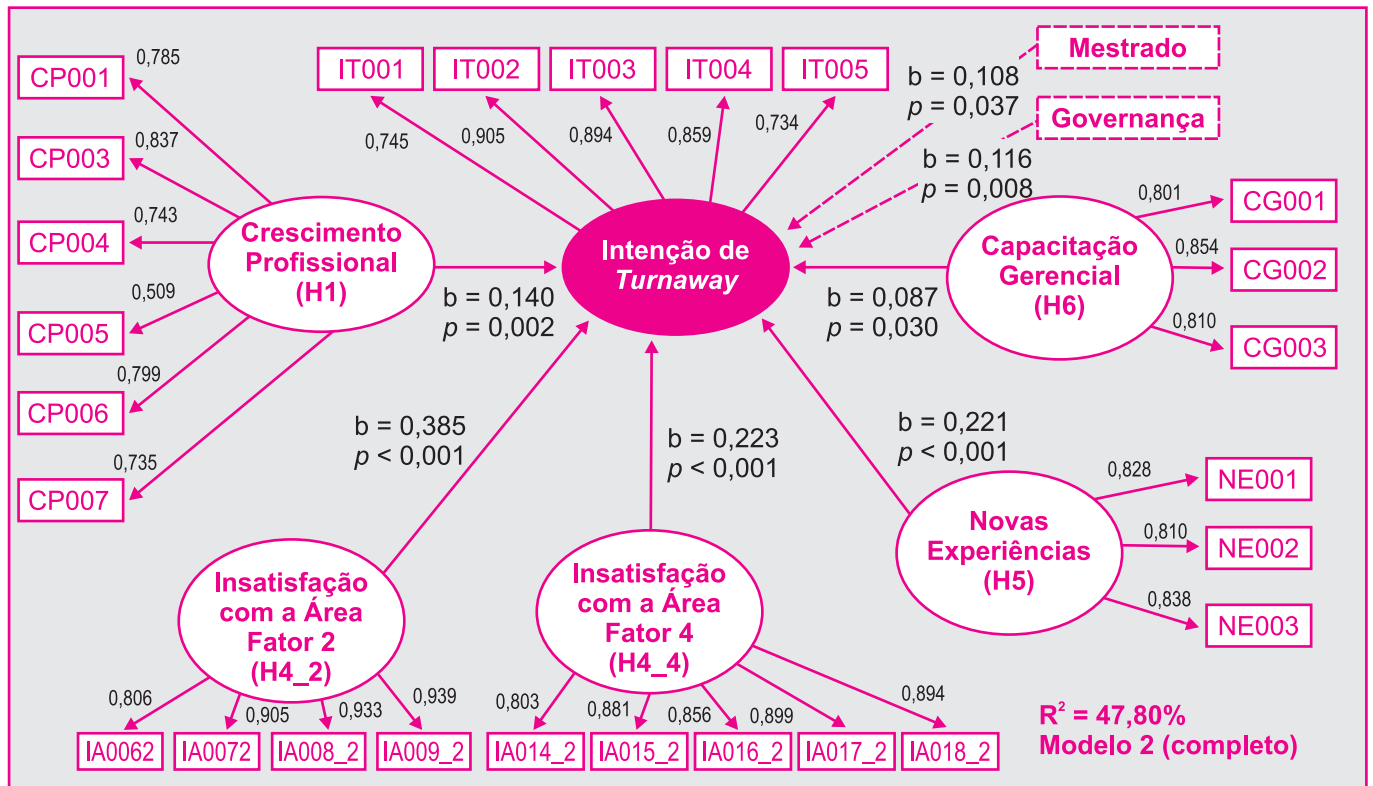 CP001
0,785
CP003
0,837
CP004
0,743
CP005
0,509
CP006
0,799
CP007
0,735
Crescimento
Profissional
(H1)
b = 0,140
p = 0,002
IT001
IT002
IT003
IT004
IT005
0,745
0,905
0,894
0,859
0,734
Intenção de
Turnaway
Mestrado
b = 0,108
p = 0,037
Governança
b = 0,116
p = 0,008
Capacitação
Gerencial
(H6)
b = 0,087
p = 0,030
0,801
CG001
0,854
CG002
0,810
CG003
b = 0,385
p < 0,001
b = 0,223
p < 0,001
b = 0,221
p < 0,001
Novas
Experiências
(H5)
0,828
NE001
0,810
NE002
0,838
NE003
Insatisfação
com a Área
Fator 2
(H4_2)
0,806
0,905
0,933
0,939
IA0062
IA0072
IA008_2
IA009_2
Insatisfação
com a Área
Fator 4
(H4_4)
0,803
0,881
0,856
0,899
0,894
IA014_2
IA015_2
IA016_2
IA017_2
IA018_2
R² = 47,80%
Modelo 2 (completo)